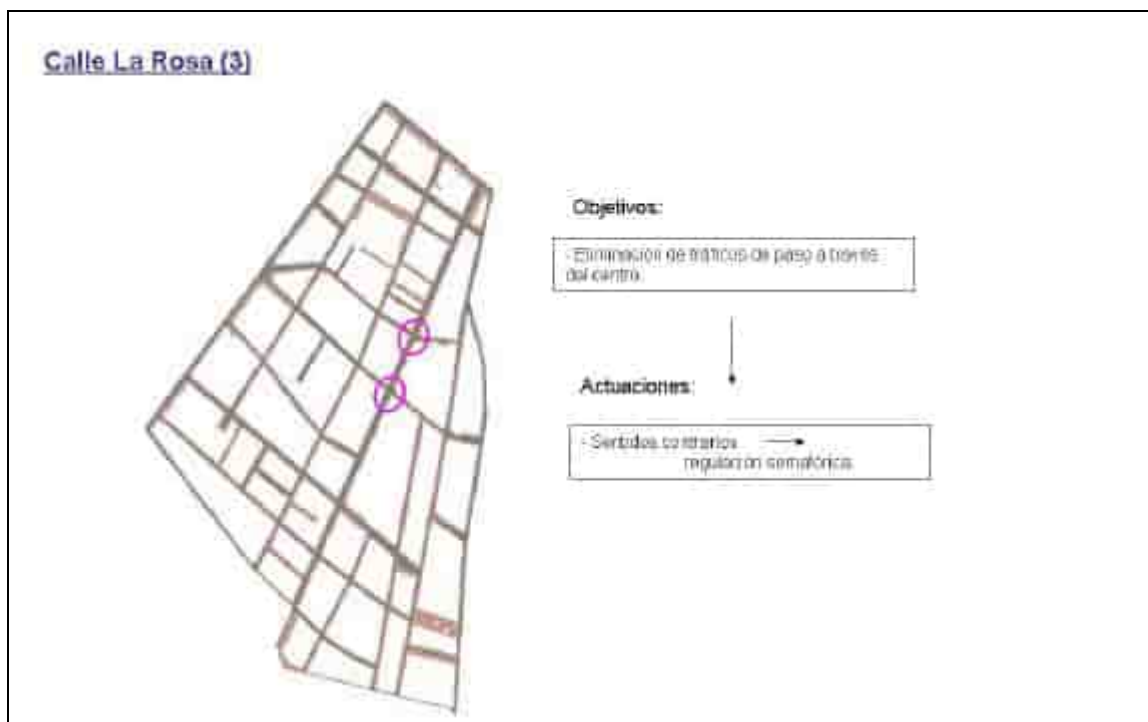 Calle La Rosa (3)
Objetivos:
- Eliminación de tráficos de paso a través
del centro.
Actuaciones:
- Sentidos contrarios
regulación semafórica